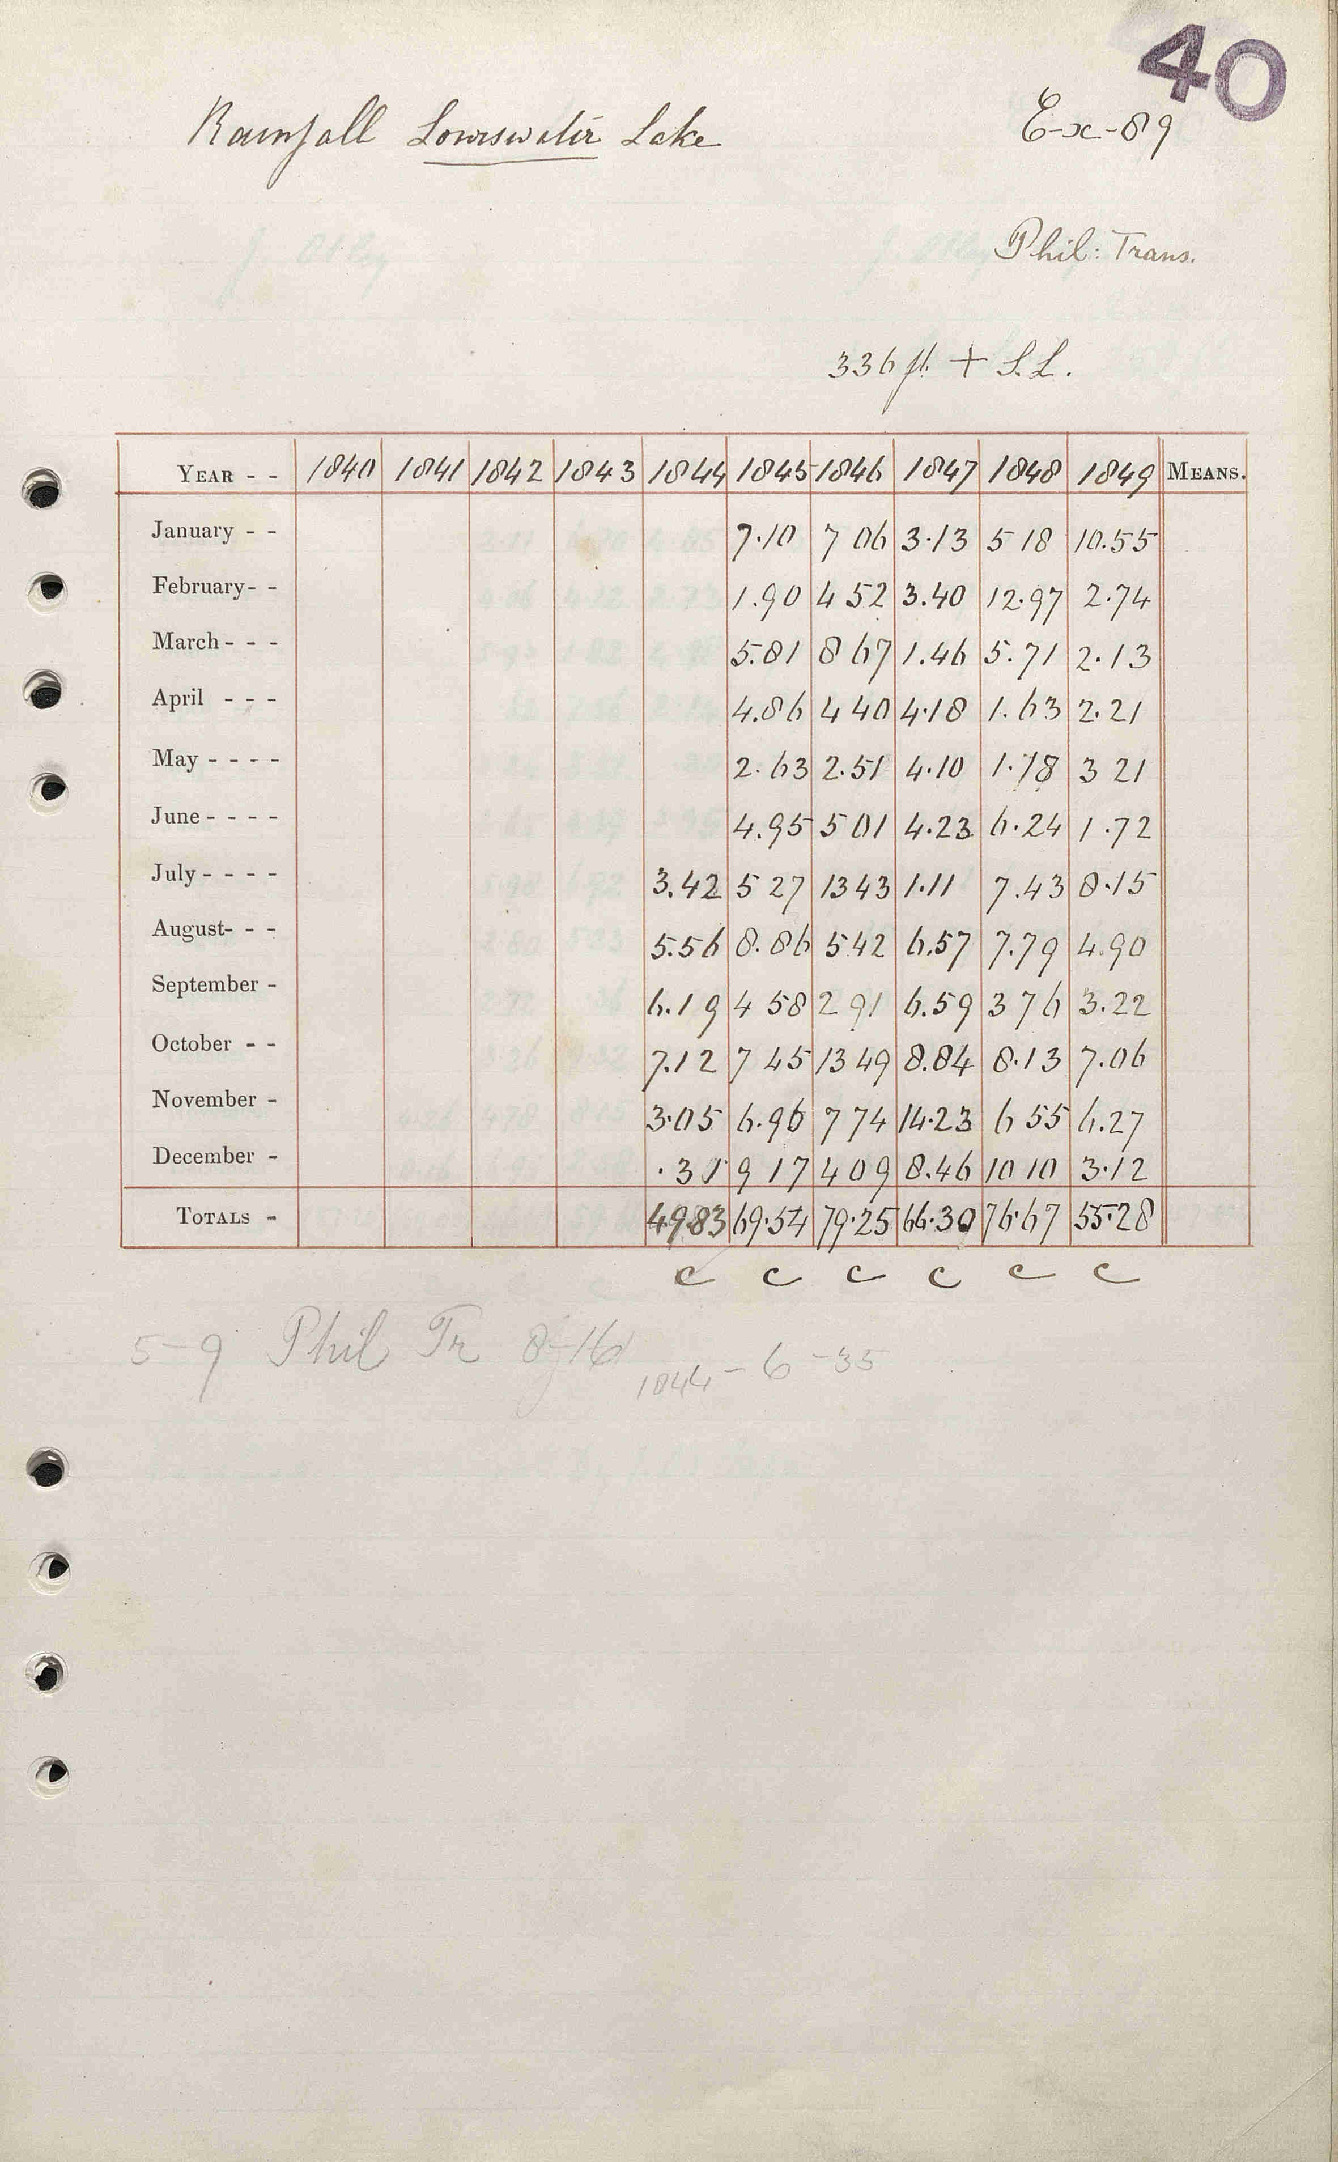 40
Rainfall Loweswater Lake Ex-89
Phil: Trans.
336 ft + S.L.
YEAR - - 1840 1841 1842 1843 1844 1845 1846 1847 1848 1849 MEANS.
January - - 7.10 7 06 3.13 5 18 10.55
February - - 1.90 4 52 3.40 12.97 2.74
March - - - 5.81 8 67 1.46 5.71 2.13
April - - - 4.86 4 40 4.18 1.63 2.21
May - - - - 2.63 2.51 4.10 1.78 3 21
June - - - - 4.95 5 01 4.23 6.24 1.72
July - - - - 3.42 5 27 13 43 1.11 7.43 8.15
August - - - 5.56 8.86 5 42 6.57 7.79 4.90
September - 6.19 4 58 2 91 6.59 3 76 3.22
October - - 7.12 7 45 13 49 8.84 8.13 7.06
November - 3.05 6.96 7 74 14.23 6 55 6.27
December - 9 17 4 09 8.46 10 10 3.12
TOTALS - 49.83 69.54 79.25 66.30 76.67 55.28
c c c c c c
5-9 Phil Tr
1844 - 6 - 35